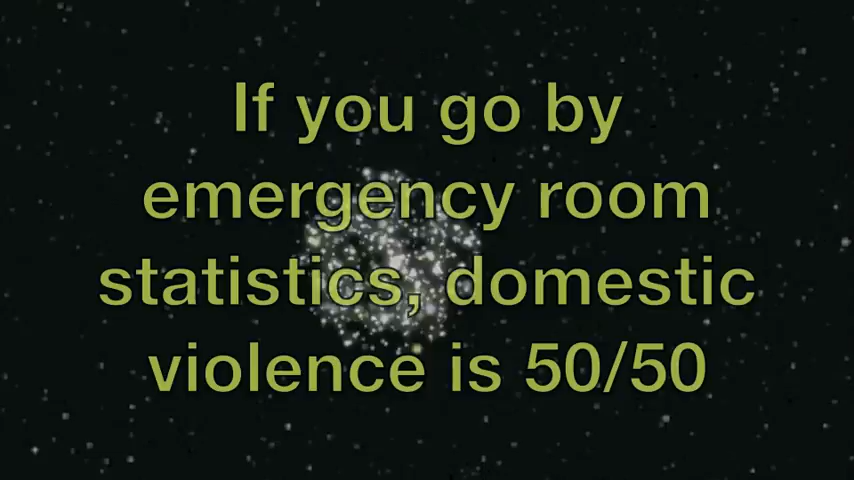 If you go by
emergency room
statistics, domestic
violence is 50/50